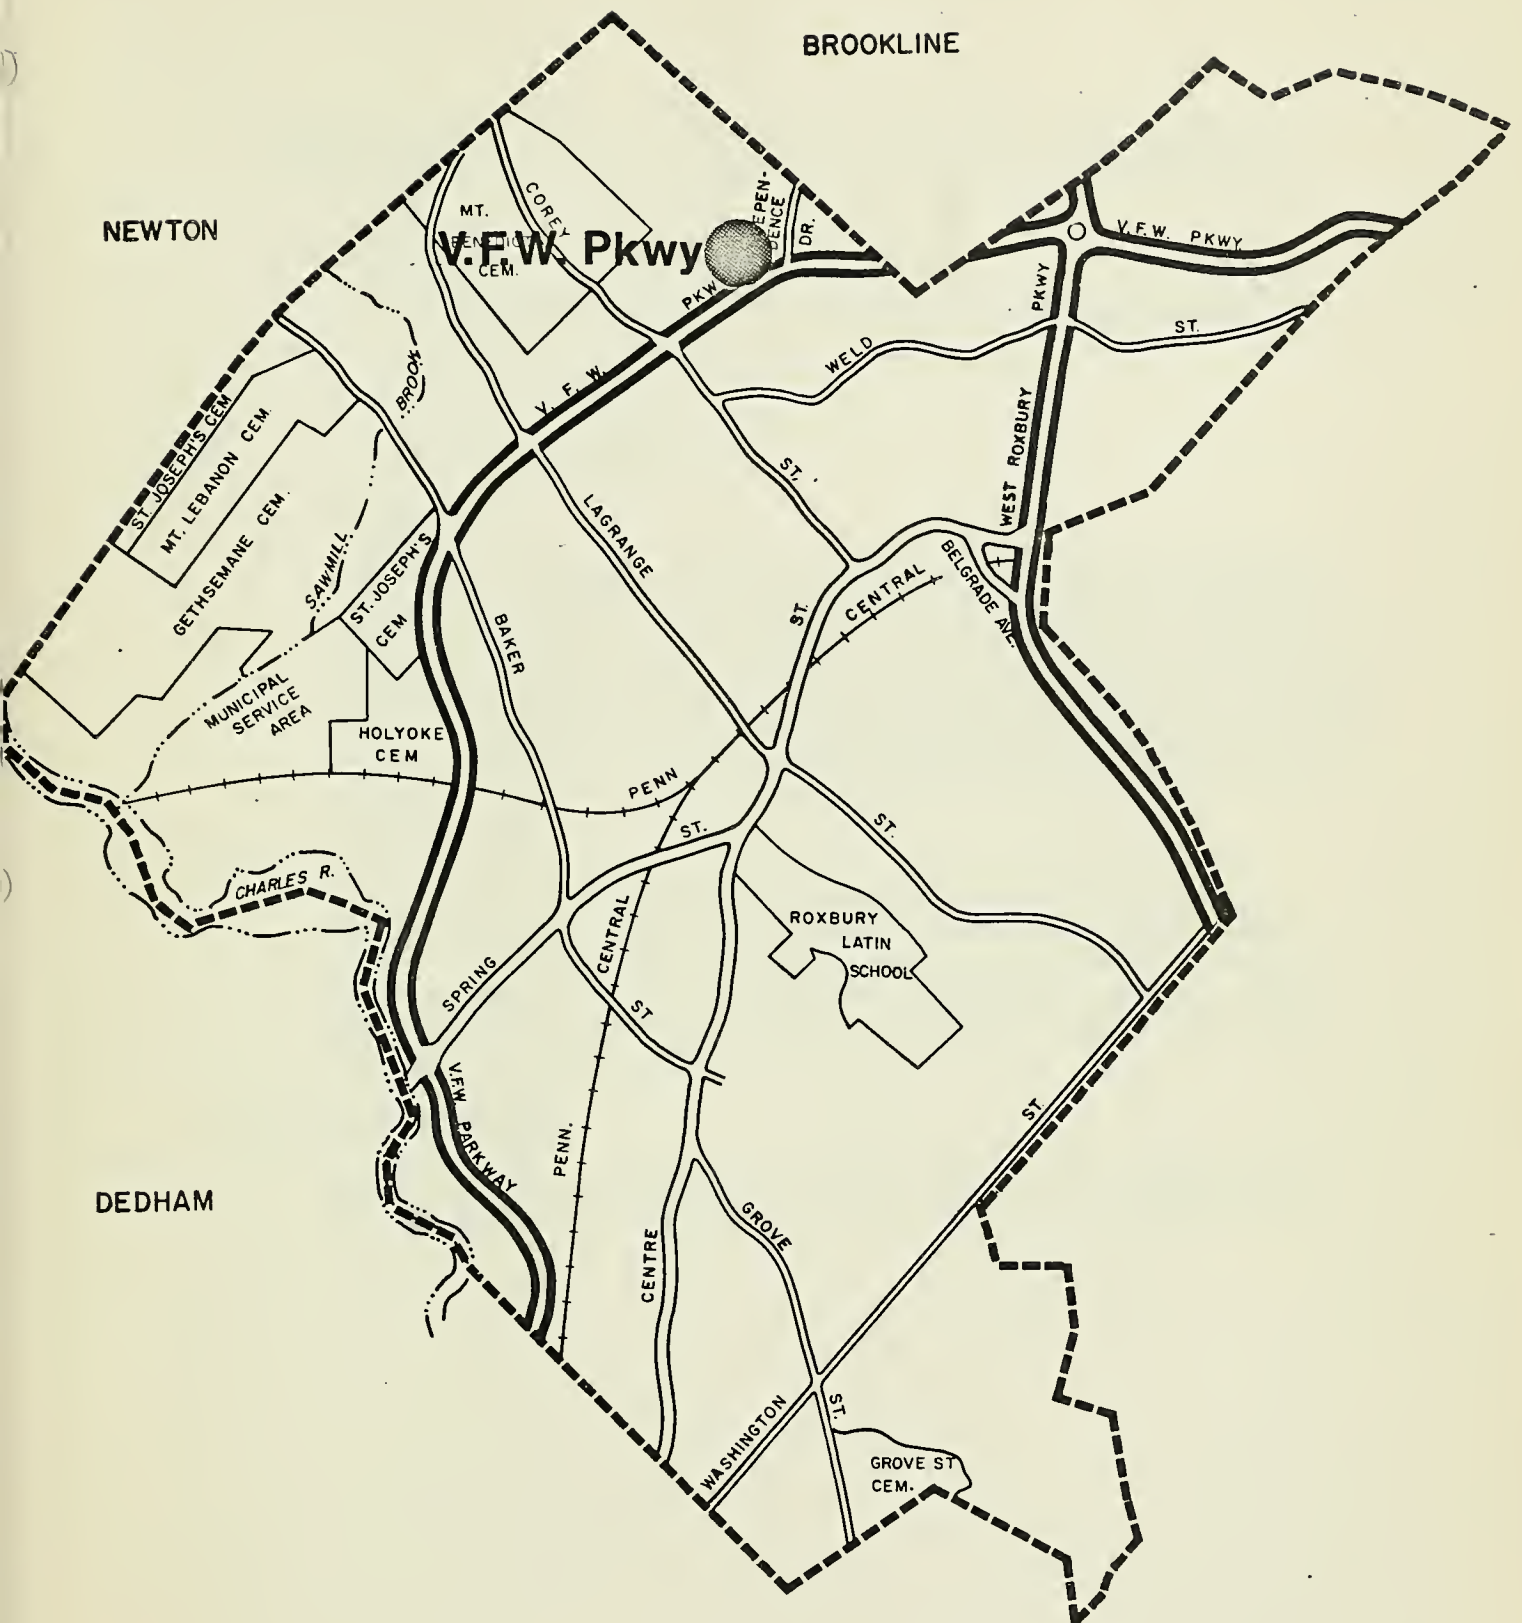 BROOKLINE
NEWTON
COREY
MT.
BENEDICT
CEM.
V.F.W. Pkwy
DENCE
DR.
V.F.W. PKWY
PKWY
ST.
WELD
V. F. W.
BROOK
ST. JOSEPH'S CEM
MT. LEBANON CEM.
GETHSEMANE CEM.
SAWMILL
ST. JOSEPH'S
CEM
LAGRANGE
ST.
WEST ROXBURY
BELGRADE AVE.
CENTRAL
ST.
BAKER
MUNICIPAL
SERVICE
AREA
HOLYOKE
CEM
PENN
ST.
ST.
CHARLES R.
CENTRAL
ROXBURY
LATIN
SCHOOL
SPRING
ST
V.F.W. PARKWAY
PENN.
ST.
DEDHAM
CENTRE
GROVE
WASHINGTON
ST.
GROVE ST
CEM.